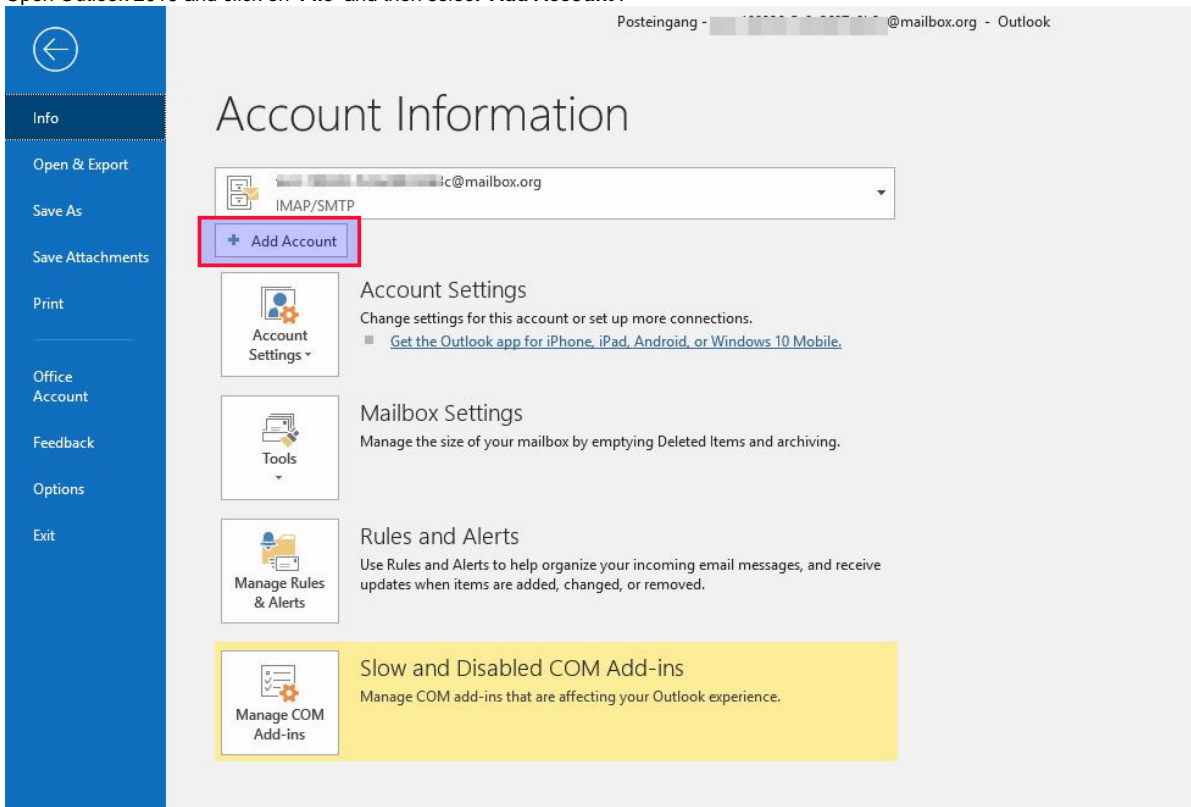 Posteingang - @mailbox.org - Outlook
Info
Open & Export
Save As
Save Attachments
Print
Office
Account
Feedback
Options
Exit
Account Information
c@mailbox.org
IMAP/SMTP
+ Add Account
Account
Settings
Account Settings
Change settings for this account or set up more connections.
Get the Outlook app for iPhone, iPad, Android, or Windows 10 Mobile.
Tools
Mailbox Settings
Manage the size of your mailbox by emptying Deleted Items and archiving.
Manage Rules
& Alerts
Rules and Alerts
Use Rules and Alerts to help organize your incoming email messages, and receive
updates when items are added, changed, or removed.
Manage COM
Add-ins
Slow and Disabled COM Add-ins
Manage COM add-ins that are affecting your Outlook experience.